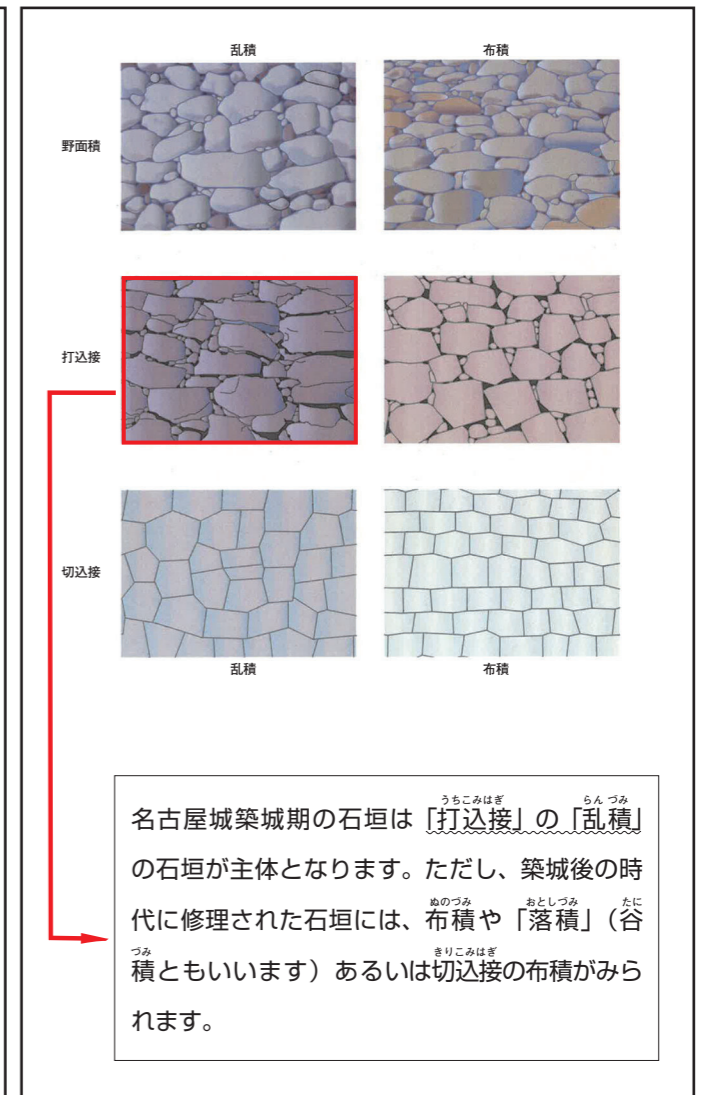 乱積 布積
野面積
打込接
切込接
乱積 布積
名古屋城築城期の石垣は「打込接」の「乱積」
の石垣が主体となります。ただし、築城後の時
代に修理された石垣には、布積や「落積」（谷
積ともいいます）あるいは切込接の布積がみら
れます。
うちこみはぎ らんづみ
ぬのづみ おとしづみ たに
づみ きりこみはぎ